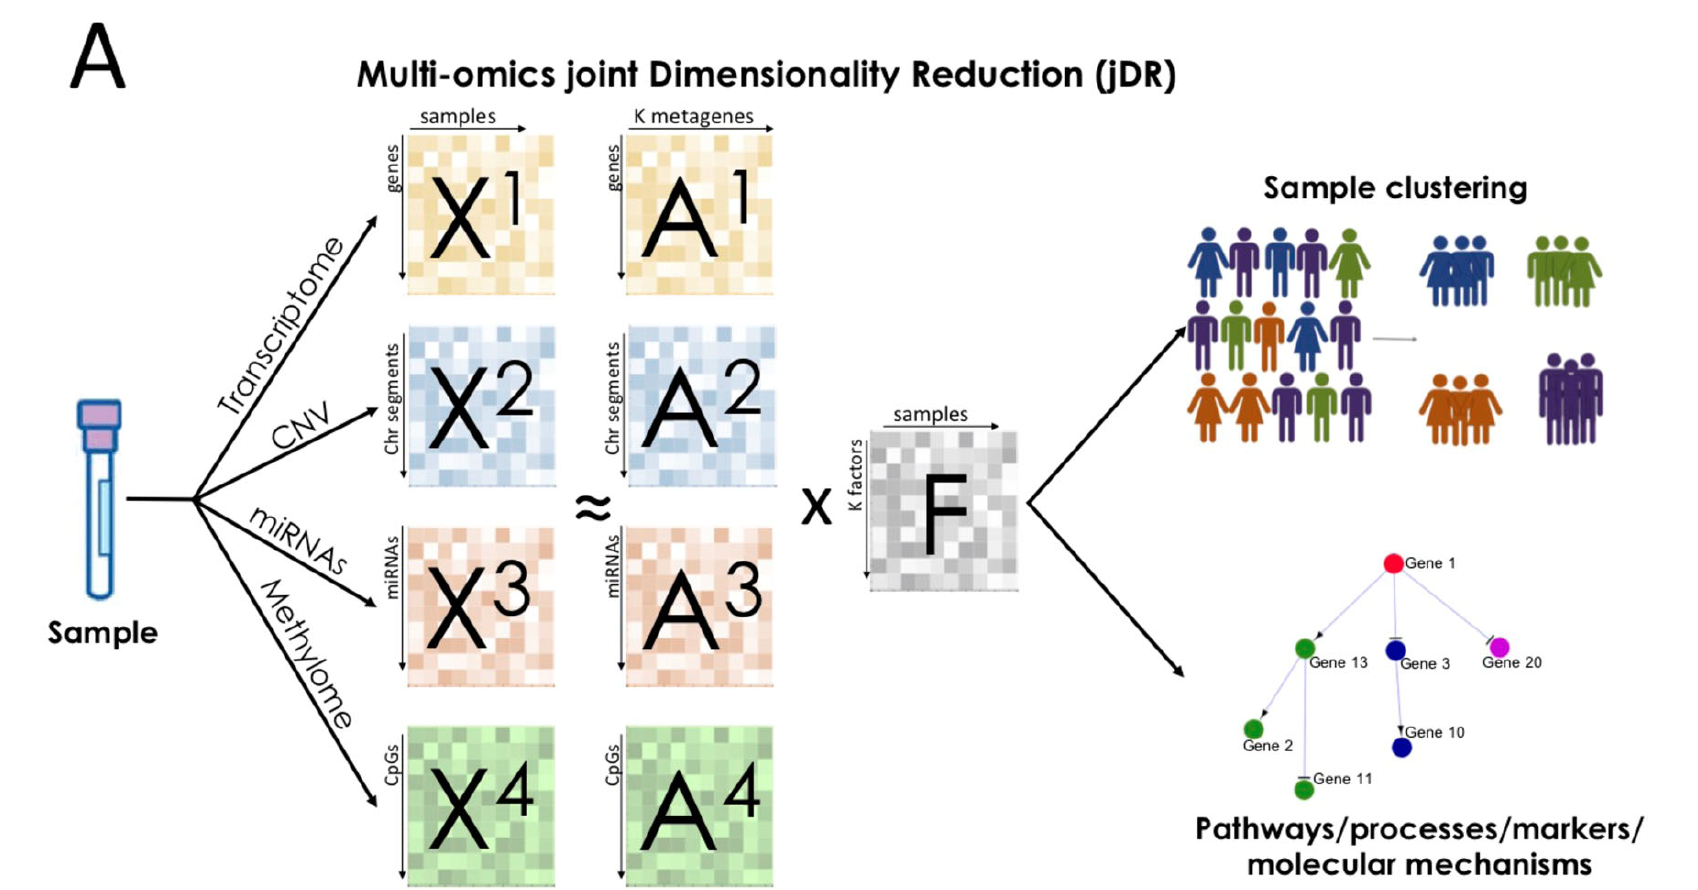 A
Multi-omics joint Dimensionality Reduction (jDR)
samples
K metagenes
genes
X1
genes
A1
Transcriptome
CNV
miRNAs
Methylome
Sample
Chr segments
X2
Chr segments
A2
≈
miRNAs
X3
miRNAs
A3
CpGs
X4
CpGs
A4
X
samples
K factors
F
Sample clustering
Gene 1
Gene 13
Gene 3
Gene 20
Gene 2
Gene 10
Gene 11
Pathways/processes/markers/
molecular mechanisms